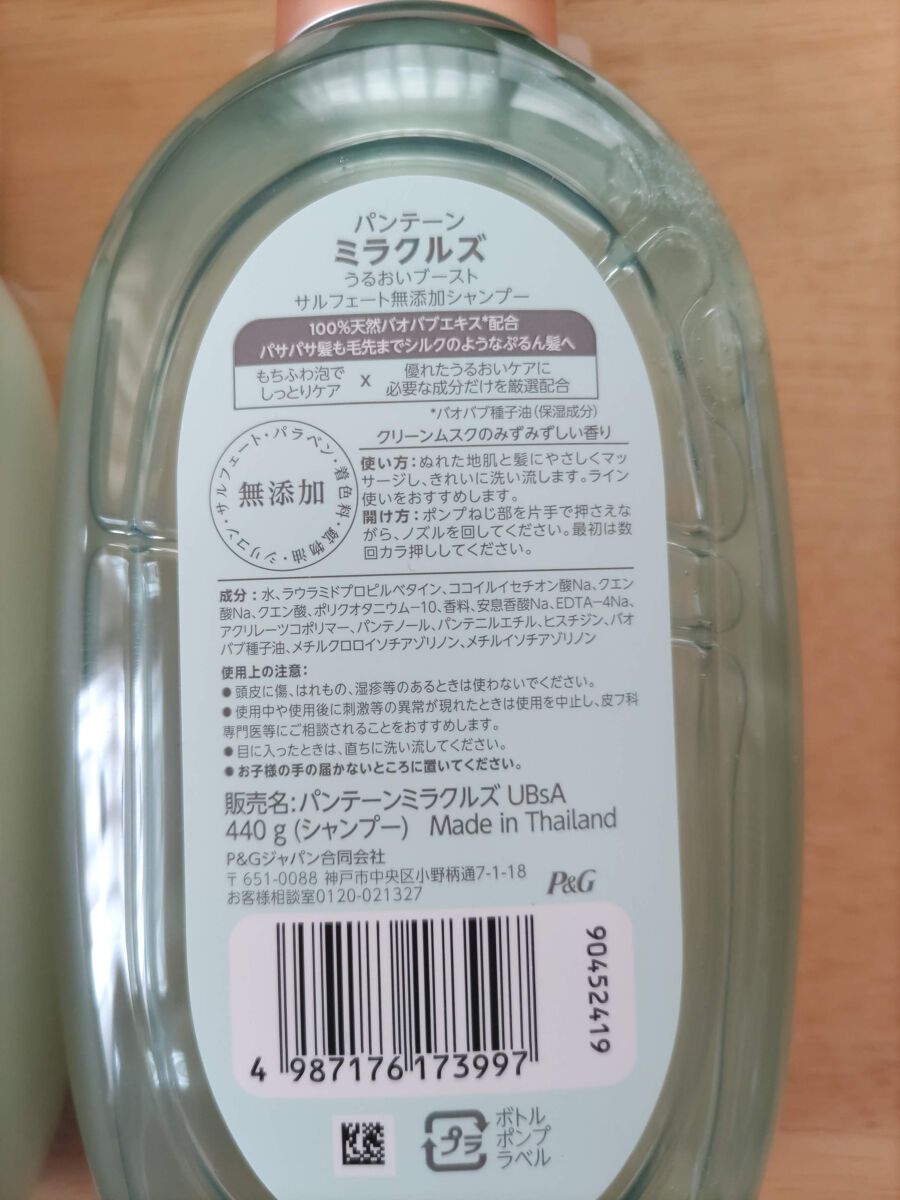 パンテーン
ミラクルズ
うるおいブースト
サルフェート無添加シャンプー
100%天然バオバブエキス*配合
パサパサ髪も毛先までシルクのようなぷるん髪へ
もちふわ泡で
しっとりケア
x
優れたうるおいケアに
必要な成分だけを厳選配合
*バオバブ種子油（保湿成分）
クリーンムスクのみずみずしい香り
サルフェート・パラベン・着色料・鉱物油・シリコン・
無添加
使い方：ぬれた地肌と髪にやさしくマッ
サージし、きれいに洗い流します。ライン
使いをおすすめします。
開け方：ポンプねじ部を片手で押さえな
がら、ノズルを回してください。最初は数
回カラ押ししてください。
成分：水、ラウラミドプロピルベタイン、ココイルイセチオン酸Na、クエン
酸Na、クエン酸、ポリクオタニウム-10、香料、安息香酸Na、EDTA-4Na、
アクリレーツコポリマー、パンテノール、パンテニルエチル、ヒスチジン、バオ
バブ種子油、メチルクロロイソチアゾリノン、メチルイソチアゾリノン
使用上の注意：
●頭皮に傷、はれもの、湿疹等のあるときは使わないでください。
●使用中や使用後に刺激等の異常が現れたときは使用を中止し、皮フ科
専門医等にご相談されることをおすすめします。
●目に入ったときは、直ちに洗い流してください。
●お子様の手の届かないところに置いてください。
販売名：パンテーンミラクルズ UBsA
440 g (シャンプー) Made in Thailand
P&Gジャパン合同会社
〒651-0088 神戸市中央区小野柄通7-1-18
お客様相談室0120-021327
P&G
90452419
4 987176 173997
プラ
ボトル
ポンプ
ラベル